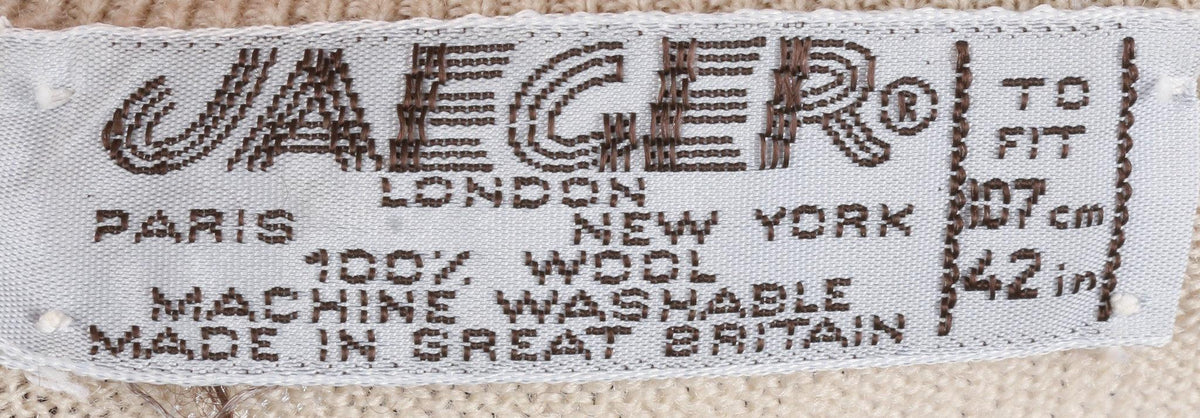 JAEGER®
LONDON
PARIS NEW YORK
100% WOOL
MACHINE WASHABLE
MADE IN GREAT BRITAIN
TO
FIT
107 cm
42 in